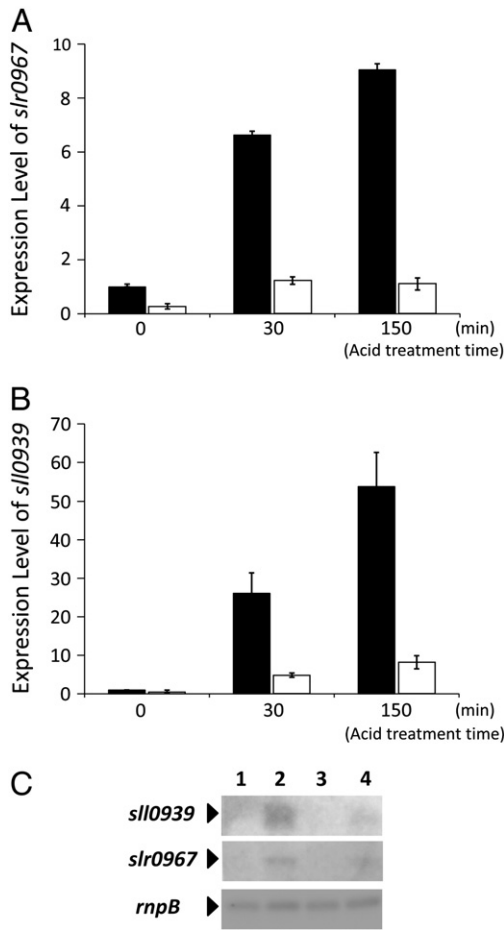 A
Expression Level of slr0967
10
8
6
4
2
0
0 30 150 (min)
(Acid treatment time)
B
Expression Level of sll0939
70
60
50
40
30
20
10
0
0 30 150 (min)
(Acid treatment time)
C
1 2 3 4
sll0939
slr0967
rnpB